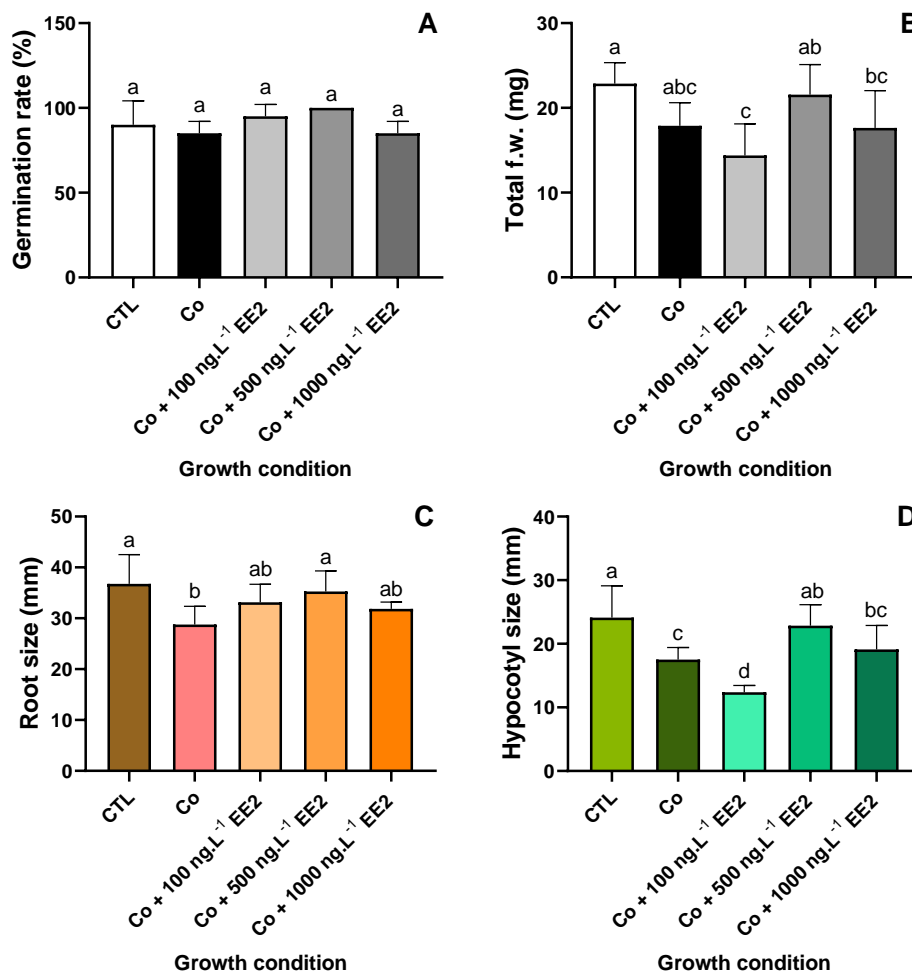 A
Germination rate (%)
150
100
50
0
a
a
a
a
a
CTL
Co
Co + 100 ng.L⁻¹ EE2
Co + 500 ng.L⁻¹ EE2
Co + 1000 ng.L⁻¹ EE2
Growth condition
B
Total f.w. (mg)
30
20
10
0
a
abc
c
ab
bc
CTL
Co
Co + 100 ng.L⁻¹ EE2
Co + 500 ng.L⁻¹ EE2
Co + 1000 ng.L⁻¹ EE2
Growth condition
C
Root size (mm)
50
40
30
20
10
0
a
b
ab
a
ab
CTL
Co
Co + 100 ng.L⁻¹ EE2
Co + 500 ng.L⁻¹ EE2
Co + 1000 ng.L⁻¹ EE2
Growth condition
D
Hypocotyl size (mm)
40
30
20
10
0
a
c
d
ab
bc
CTL
Co
Co + 100 ng.L⁻¹ EE2
Co + 500 ng.L⁻¹ EE2
Co + 1000 ng.L⁻¹ EE2
Growth condition